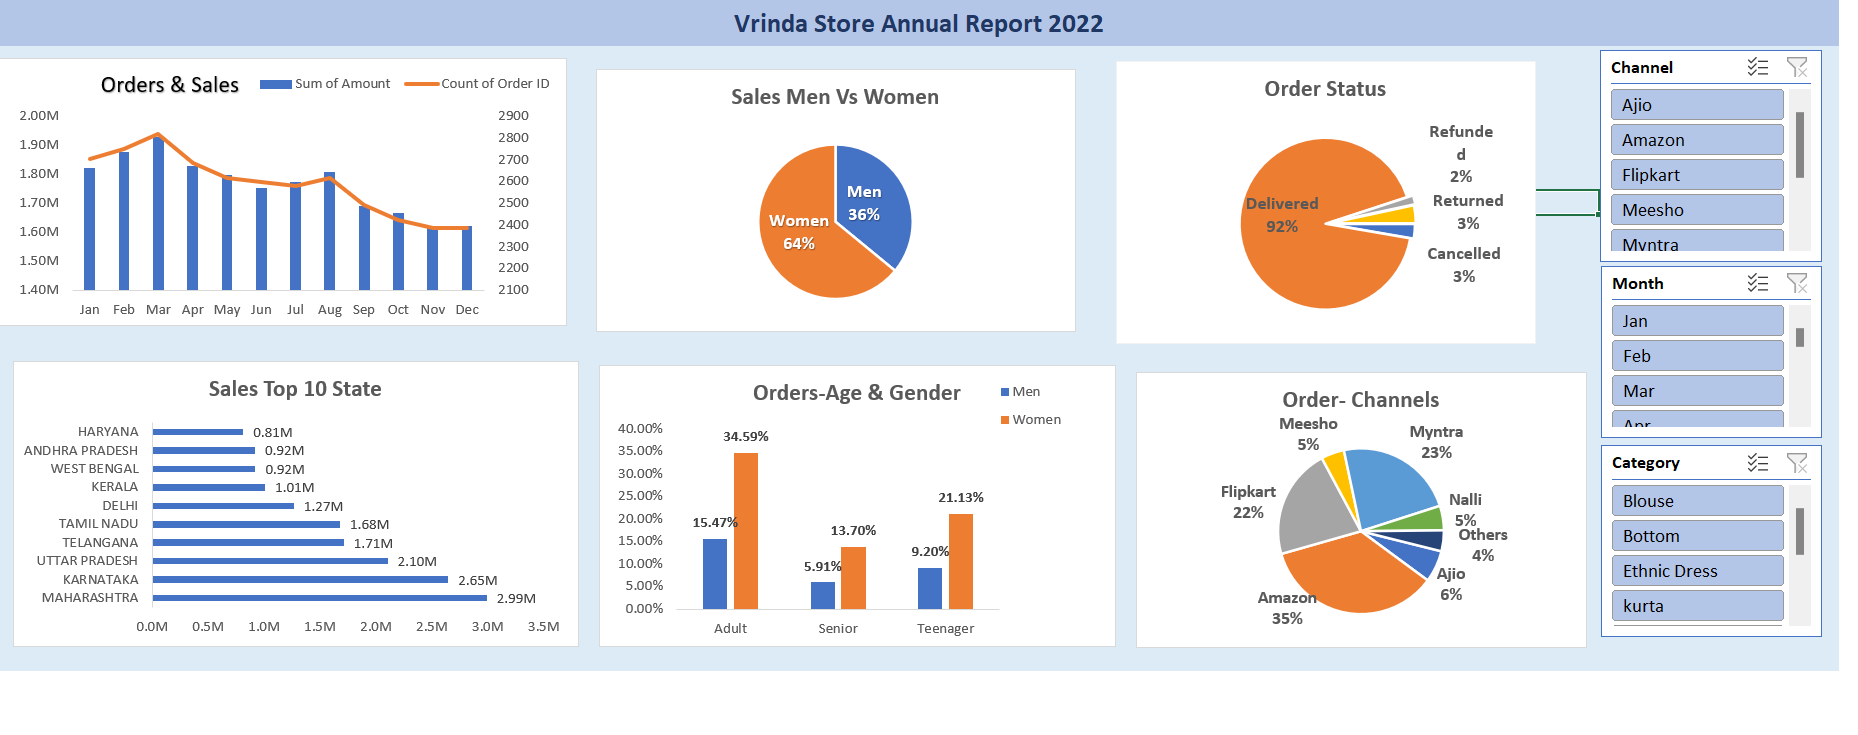 Vrinda Store Annual Report 2022
Orders & Sales
Sum of Amount
Count of Order ID
2.00M
1.90M
1.80M
1.70M
1.60M
1.50M
1.40M
2900
2800
2700
2600
2500
2400
2300
2200
2100
Jan Feb Mar Apr May Jun Jul Aug Sep Oct Nov Dec
Sales Men Vs Women
Men
36%
Women
64%
Order Status
Refunde
d
2%
Returned
3%
Cancelled
3%
Delivered
92%
Channel
Ajio
Amazon
Flipkart
Meesho
Myntra
Month
Jan
Feb
Mar
Apr
Category
Blouse
Bottom
Ethnic Dress
kurta
Sales Top 10 State
HARYANA 0.81M
ANDHRA PRADESH 0.92M
WEST BENGAL 0.92M
KERALA 1.01M
DELHI 1.27M
TAMIL NADU 1.68M
TELANGANA 1.71M
UTTAR PRADESH 2.10M
KARNATAKA 2.65M
MAHARASHTRA 2.99M
0.0M 0.5M 1.0M 1.5M 2.0M 2.5M 3.0M 3.5M
Orders-Age & Gender
Men
Women
40.00%
35.00%
30.00%
25.00%
20.00%
15.00%
10.00%
5.00%
0.00%
15.47%
34.59%
5.91%
13.70%
9.20%
21.13%
Adult Senior Teenager
Order- Channels
Meesho
5%
Myntra
23%
Flipkart
22%
Nalli
5%
Others
4%
Ajio
6%
Amazon
35%